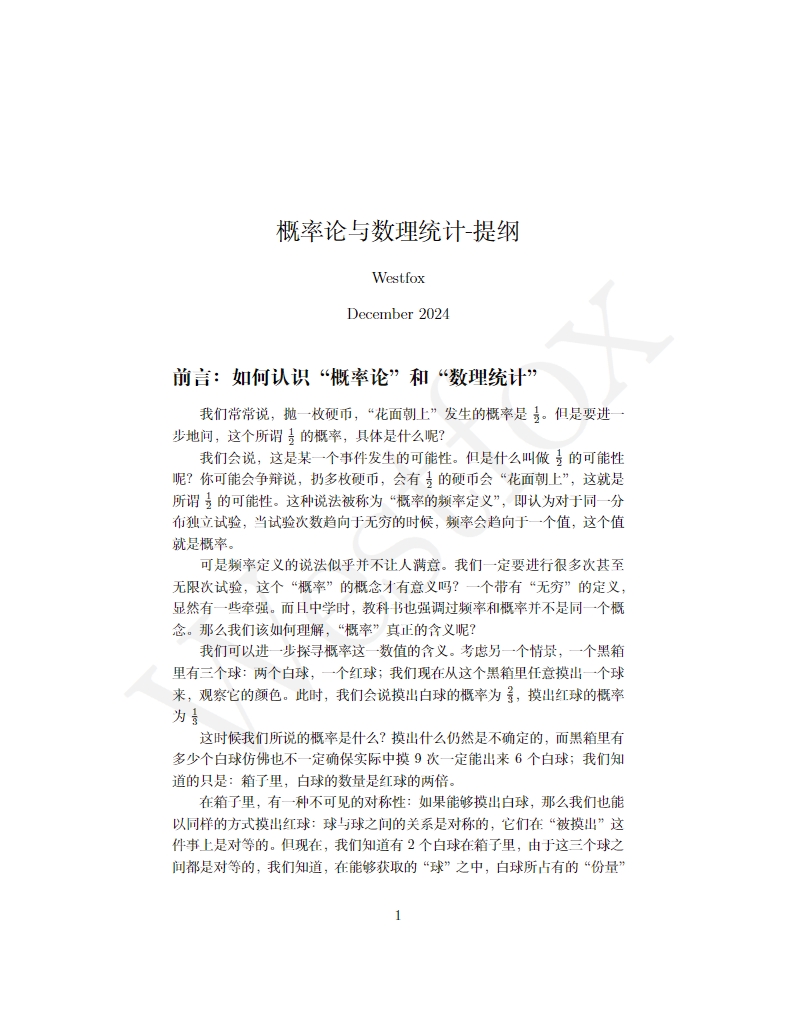 概率论与数理统计-提纲
Westfox
December 2024
前言：如何认识“概率论”和“数理统计”
我们常常说，抛一枚硬币，“花面朝上”发生的概率是 1/2。但是要进一
步地问，这个所谓 1/2 的概率，具体是什么呢？
我们会说，这是某一个事件发生的可能性。但是什么叫做 1/2 的可能性
呢？你可能会争辩说，扔多枚硬币，会有 1/2 的硬币会“花面朝上”，这就是
所谓 1/2 的可能性。这种说法被称为“概率的频率定义”，即认为对于同一分
布独立试验，当试验次数趋向于无穷的时候，频率会趋向于一个值，这个值
就是概率。
可是频率定义的说法似乎并不让人满意。我们一定要进行很多次甚至
无限次试验，这个“概率”的概念才有意义吗？一个带有“无穷”的定义，
显然有一些牵强。而且中学时，教科书也强调过频率和概率并不是同一个概
念。那么我们该如何理解，“概率”真正的含义呢？
我们可以进一步探寻概率这一数值的含义。考虑另一个情景，一个黑箱
里有三个球：两个白球，一个红球；我们现在从这个黑箱里任意摸出一个球
来，观察它的颜色。此时，我们会说摸出白球的概率为 2/3，摸出红球的概率
为 1/3
这时候我们所说的概率是什么？摸出什么仍然是不确定的，而黑箱里有
多少个白球仿佛也不一定确保实际中摸 9 次一定能出来 6 个白球；我们知
道的只是：箱子里，白球的数量是红球的两倍。
在箱子里，有一种不可见的对称性：如果能够摸出白球，那么我们也能
以同样的方式摸出红球：球与球之间的关系是对称的，它们在“被摸出”这
件事上是对等的。但现在，我们知道有 2 个白球在箱子里，由于这三个球之
间都是对等的，我们知道，在能够获取的“球”之中，白球所占有的“份量”
1
Westfox